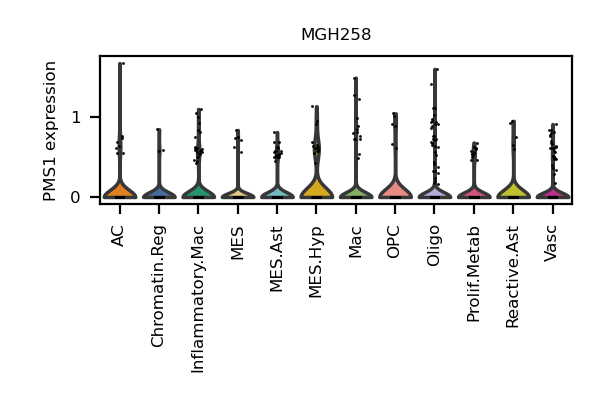 MGH258
PMS1 expression
1
0
AC
Chromatin.Reg
Inflammatory.Mac
MES
MES.Ast
MES.Hyp
Mac
OPC
Oligo
Prolif.Metab
Reactive.Ast
Vasc